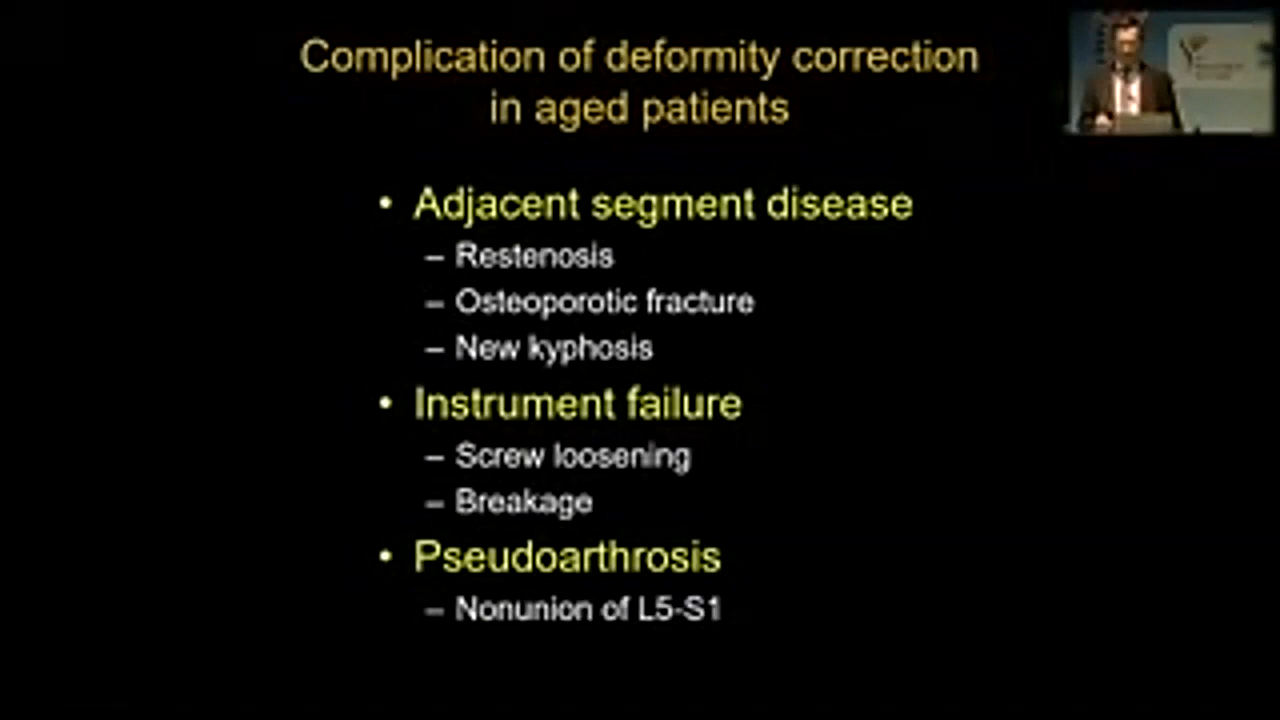 Complication of deformity correction
in aged patients
• Adjacent segment disease
– Restenosis
– Osteoporotic fracture
– New kyphosis
• Instrument failure
– Screw loosening
– Breakage
• Pseudoarthrosis
– Nonunion of L5-S1